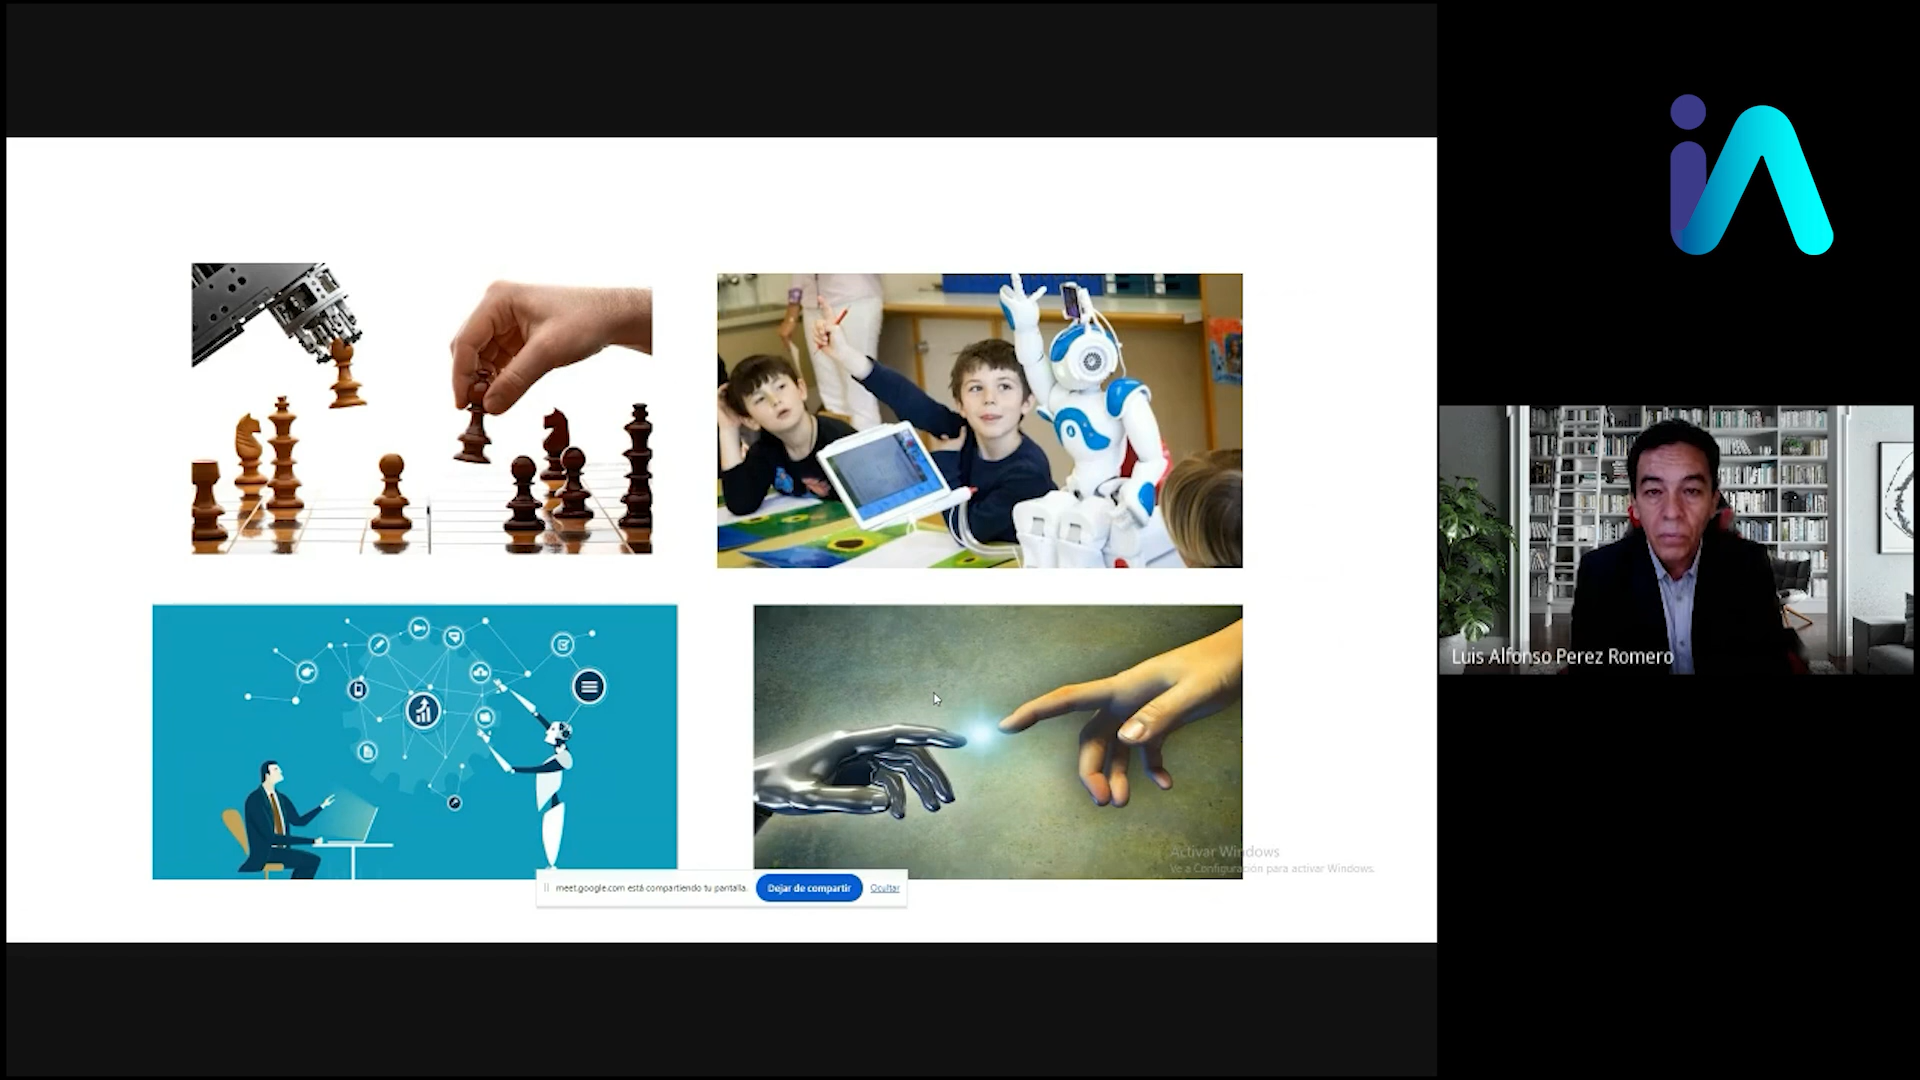 iA
Luis Alfonso Perez Romero
Activar Windows
Ve a Configuración para activar Windows.
meet.google.com está compartiendo tu pantalla.
Dejar de compartir
Ocultar